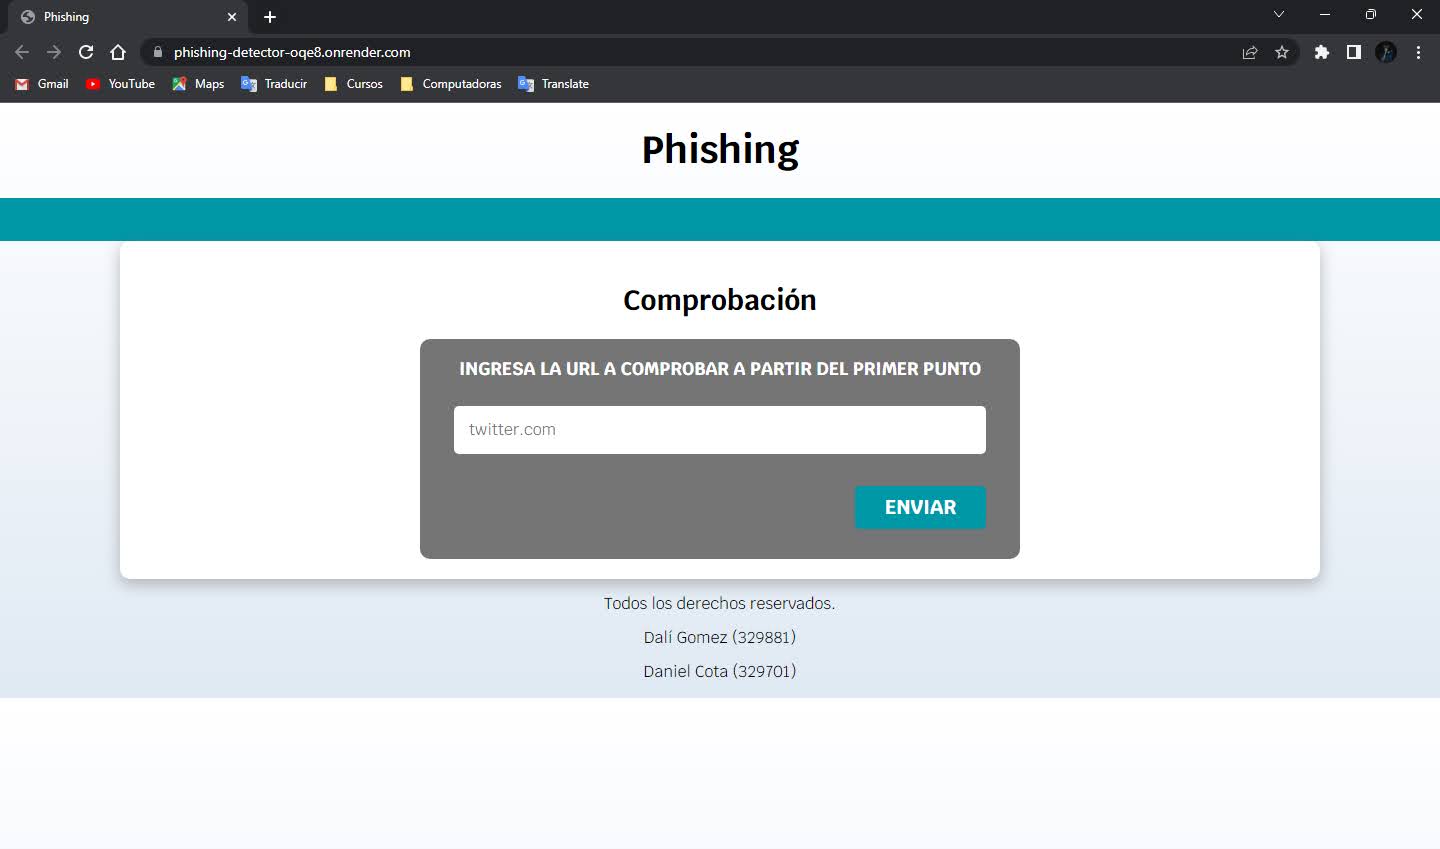 Phishing
phishing-detector-oqe8.onrender.com
Gmail YouTube Maps Traducir Cursos Computadoras Translate
Phishing
Comprobación
INGRESA LA URL A COMPROBAR A PARTIR DEL PRIMER PUNTO
twitter.com
ENVIAR
Todos los derechos reservados.
Dalí Gomez (329881)
Daniel Cota (329701)